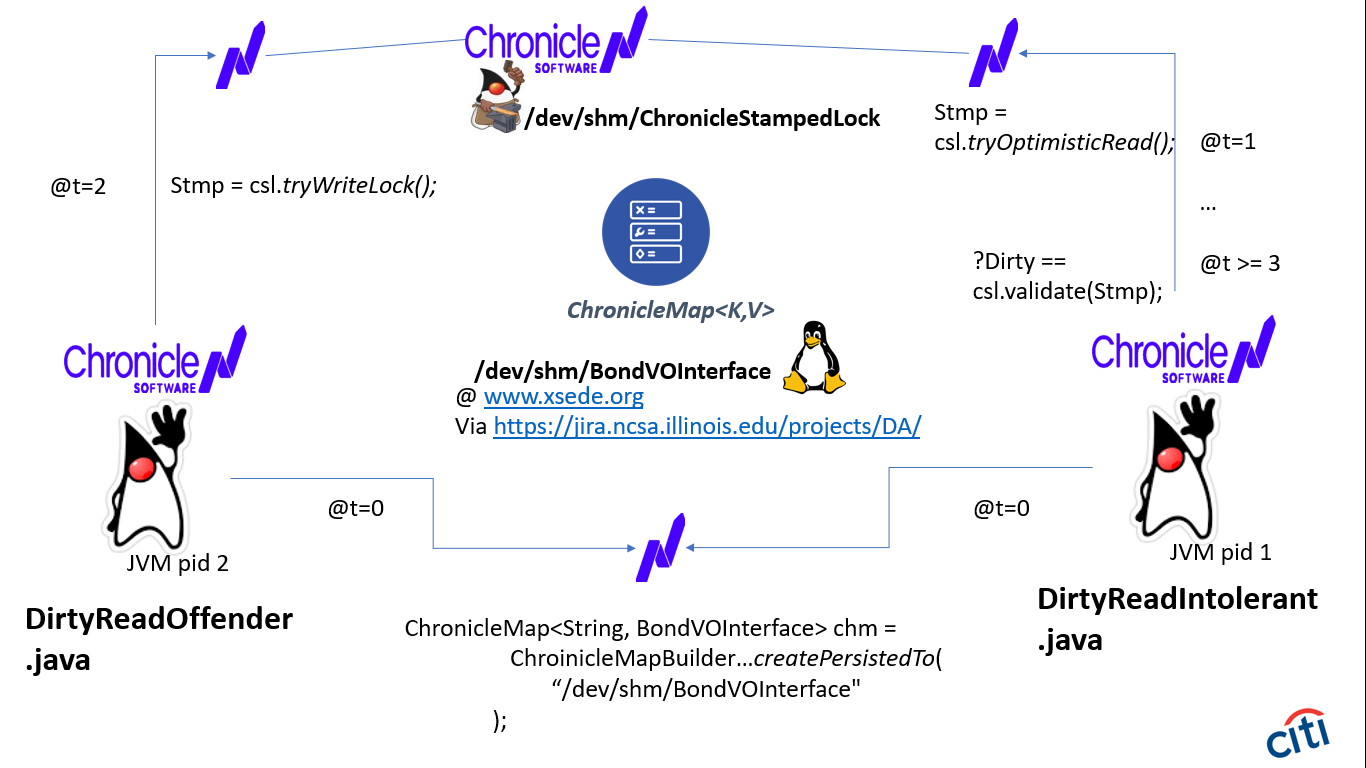 Chronicle
SOFTWARE
/dev/shm/ChronicleStampedLock
Stmp =
csl.tryOptimisticRead();
@t=1
...
@t >= 3
?Dirty ==
csl.validate(Stmp);
@t=2
Stmp = csl.tryWriteLock();
ChronicleMap<K,V>
/dev/shm/BondVOInterface
@ www.xsede.org
Via https://jira.ncsa.illinois.edu/projects/DA/
Chronicle
SOFTWARE
Chronicle
SOFTWARE
@t=0
@t=0
JVM pid 2
JVM pid 1
DirtyReadOffender
.java
DirtyReadIntolerant
.java
ChronicleMap<String, BondVOInterface> chm =
ChroinicleMapBuilder...createPersistedTo(
“/dev/shm/BondVOInterface"
);
citi